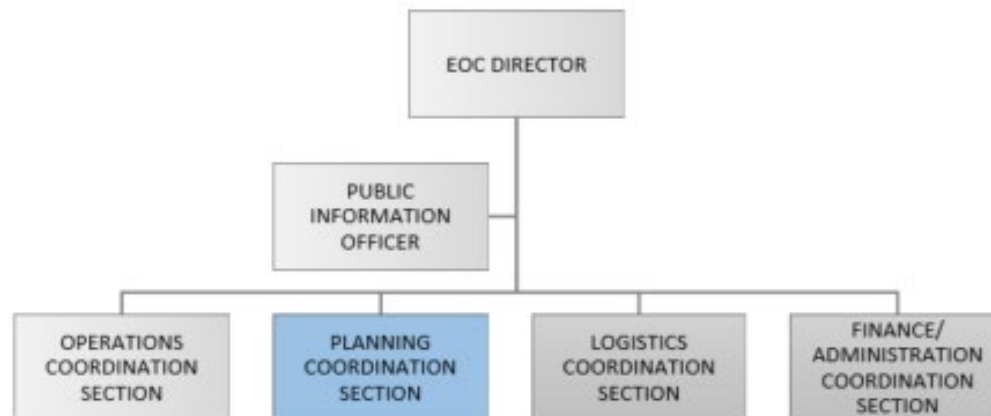 EOC DIRECTOR
PUBLIC
INFORMATION
OFFICER
OPERATIONS
COORDINATION
SECTION
PLANNING
COORDINATION
SECTION
LOGISTICS
COORDINATION
SECTION
FINANCE/
ADMINISTRATION
COORDINATION
SECTION